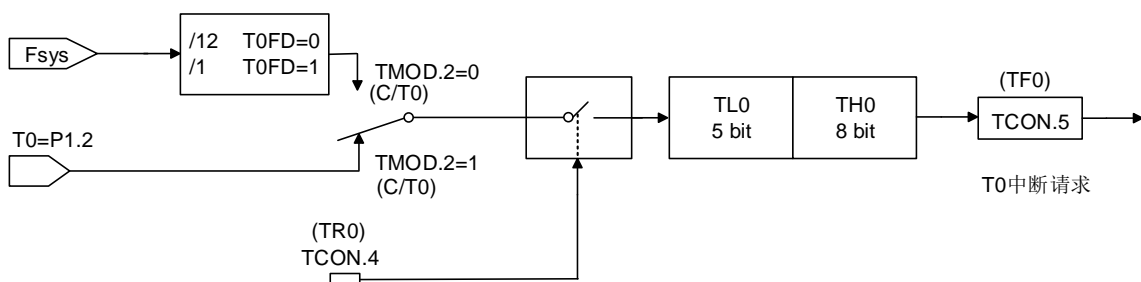 Fsys
/12 T0FD=0
/1 T0FD=1
TMOD.2=0
(C/T0)
T0=P1.2
TMOD.2=1
(C/T0)
(TR0)
TCON.4
TL0
5 bit
TH0
8 bit
(TF0)
TCON.5
T0中断请求